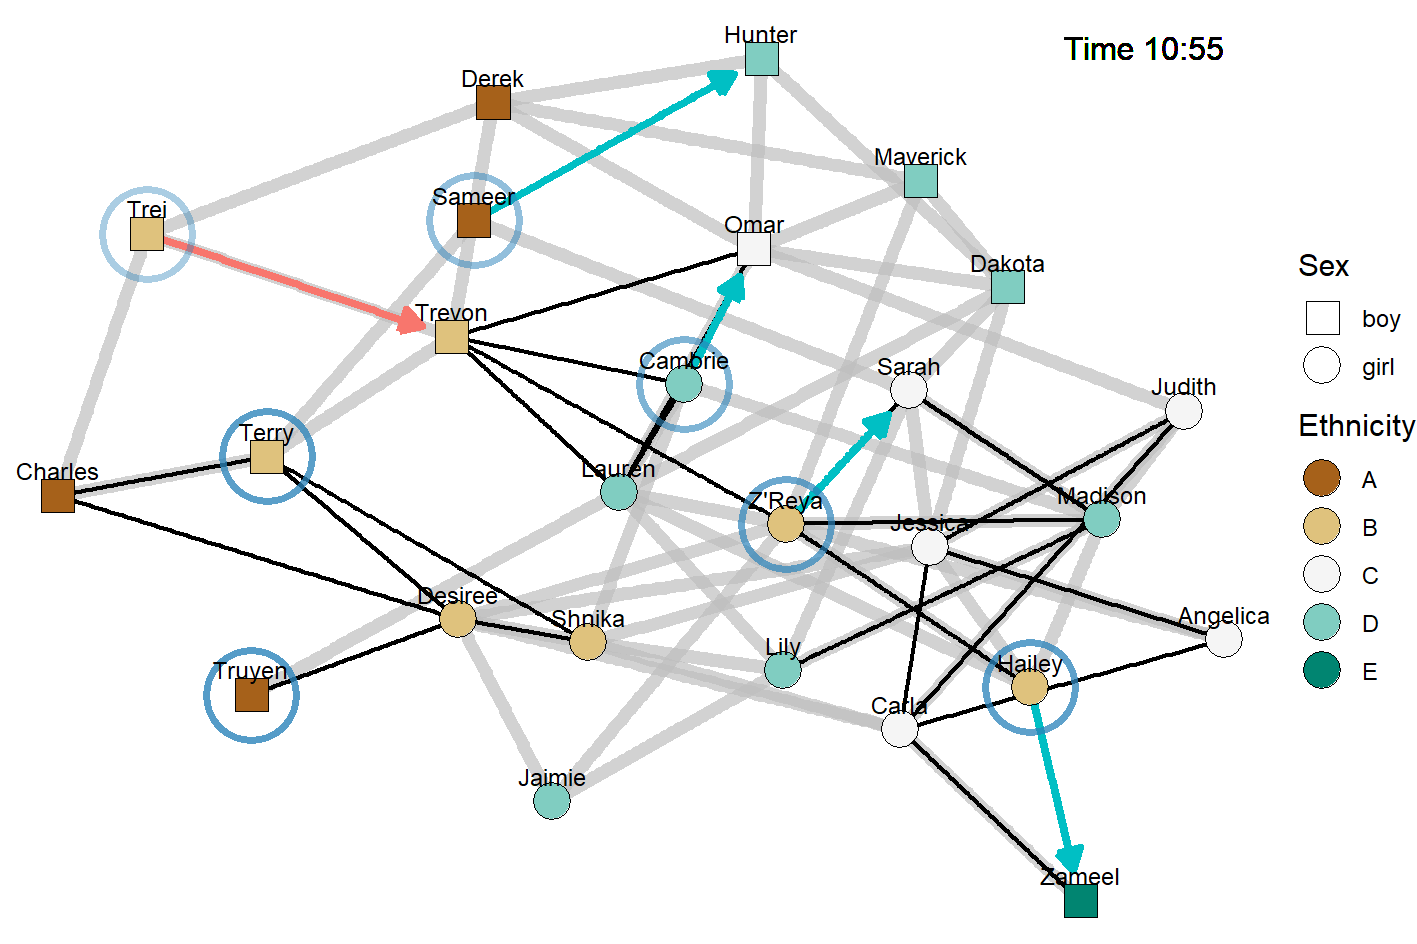 Hunter
Time 10:55
Derek
Maverick
Sameer
Trei
Omar
Dakota
Sex
Trevon
boy
Cambrie
Sarah
girl
Judith
Ethnicity
Terry
Charles
Lauren
A
Z'Reya
Madison
Jessica
B
C
Desiree
Shnika
Angelica
D
Lily
Truyen
Hailey
E
Carla
Jaimie
Zameel